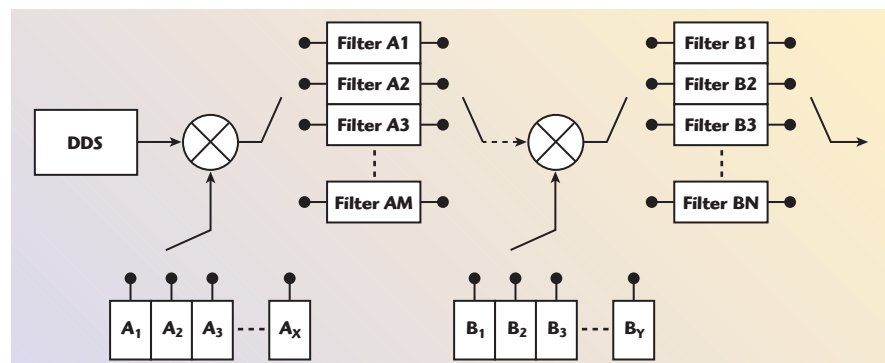 Filter A1
Filter A2
Filter A3
Filter AM
DDS
A1
A2
A3
AX
Filter B1
Filter B2
Filter B3
Filter BN
B1
B2
B3
BY